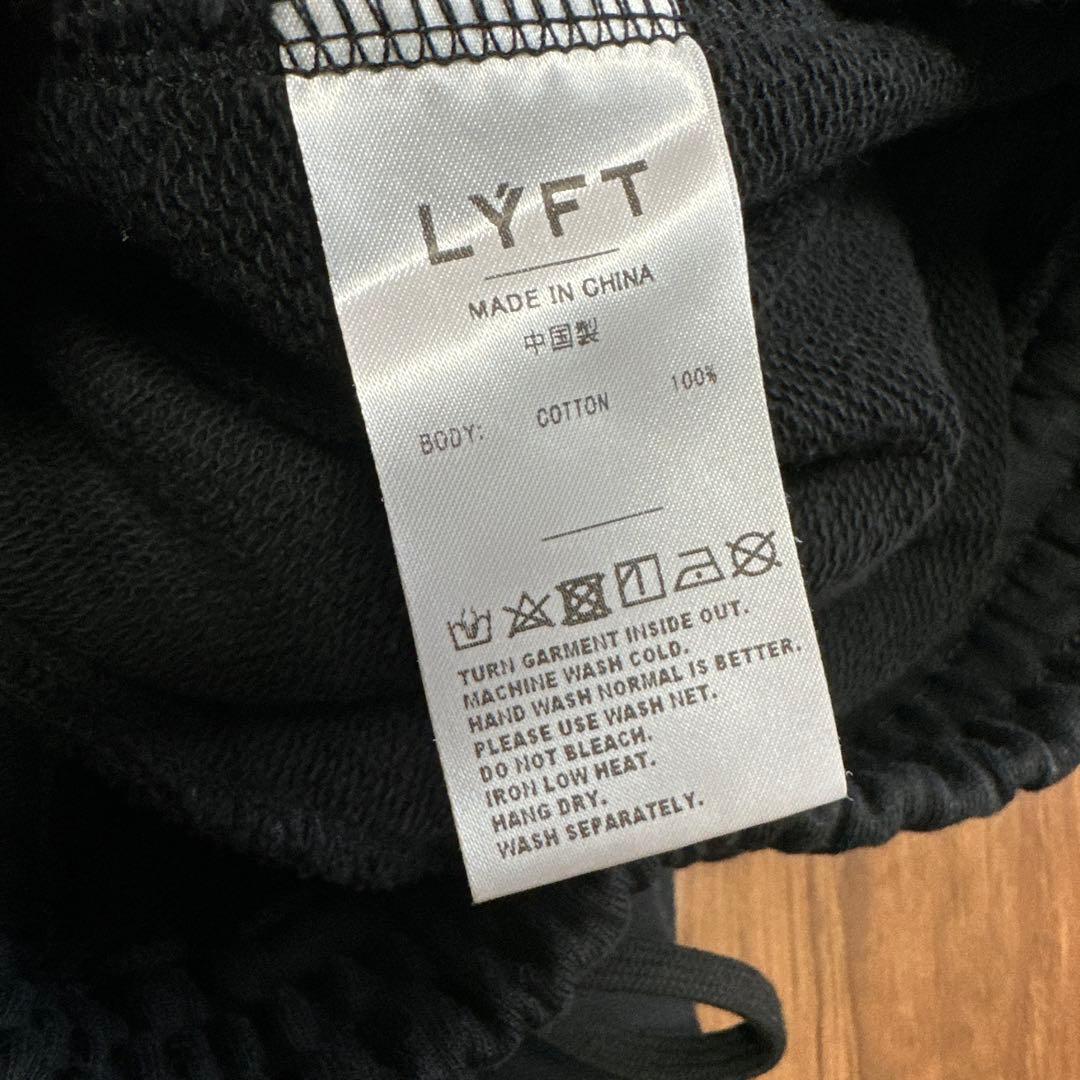 LÝFT
MADE IN CHINA
中国製
BODY: COTTON 100%
TURN GARMENT INSIDE OUT.
MACHINE WASH COLD.
HAND WASH NORMAL IS BETTER.
PLEASE USE WASH NET.
DO NOT BLEACH.
IRON LOW HEAT.
HANG DRY.
WASH SEPARATELY.